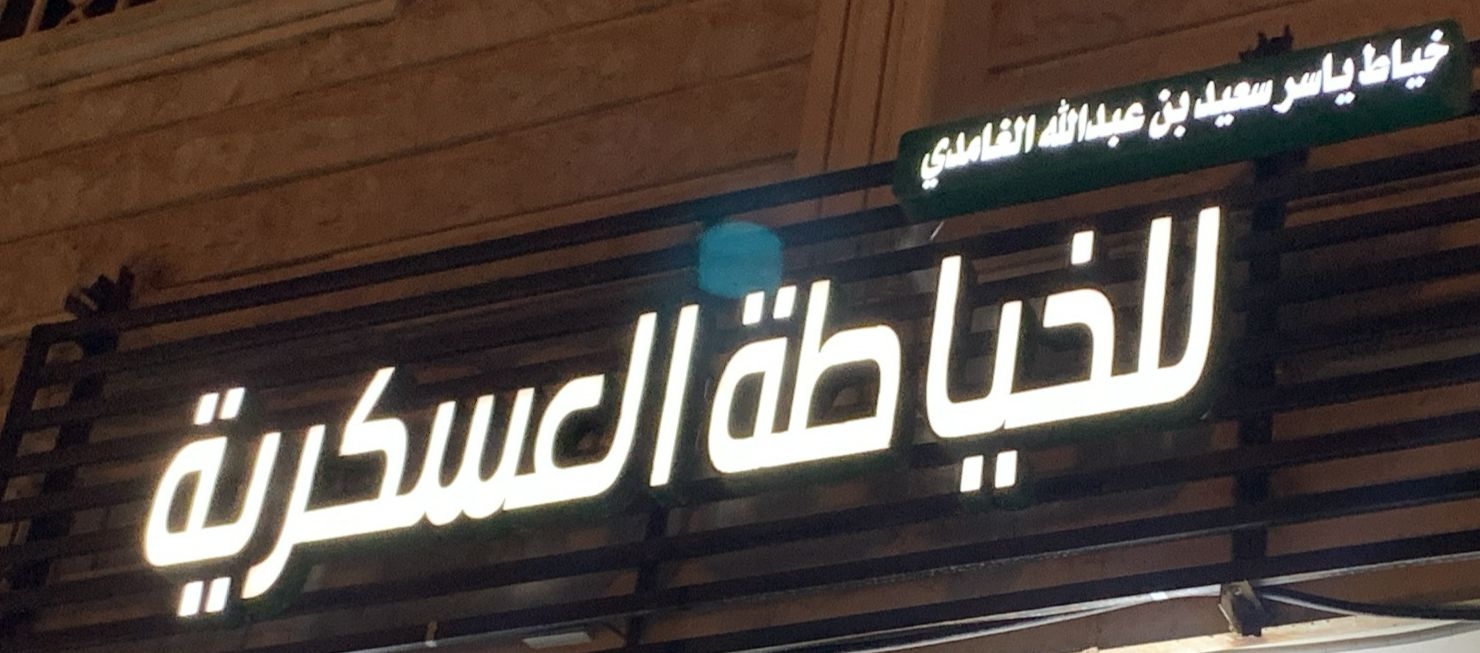 خياط ياسر سعيد بن عبدالله الغامدي
للخياطة العسكرية